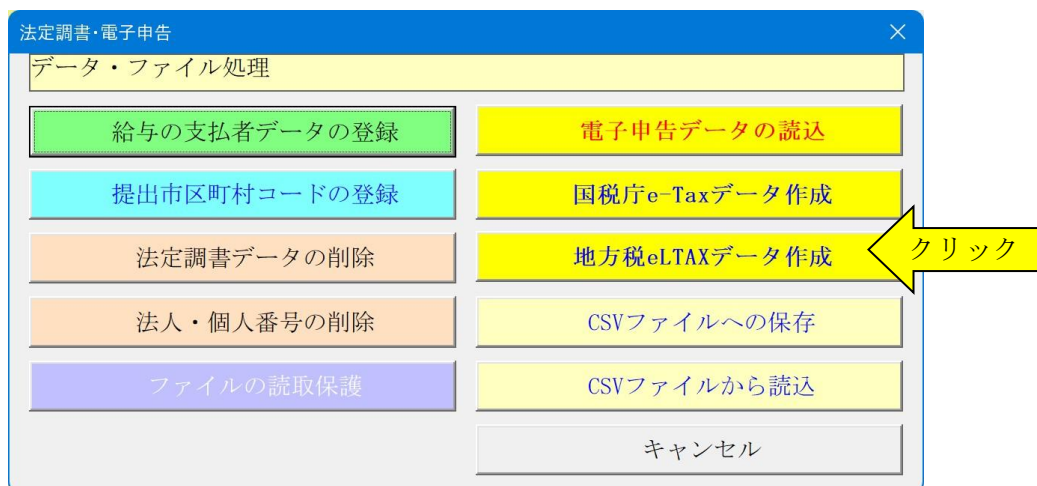 法定調書･電子申告
データ・ファイル処理
給与の支払者データの登録
電子申告データの読込
提出市区町村コードの登録
国税庁e-Taxデータ作成
法定調書データの削除
地方税eLTAXデータ作成
クリック
法人・個人番号の削除
CSVファイルへの保存
ファイルの読取保護
CSVファイルから読込
キャンセル